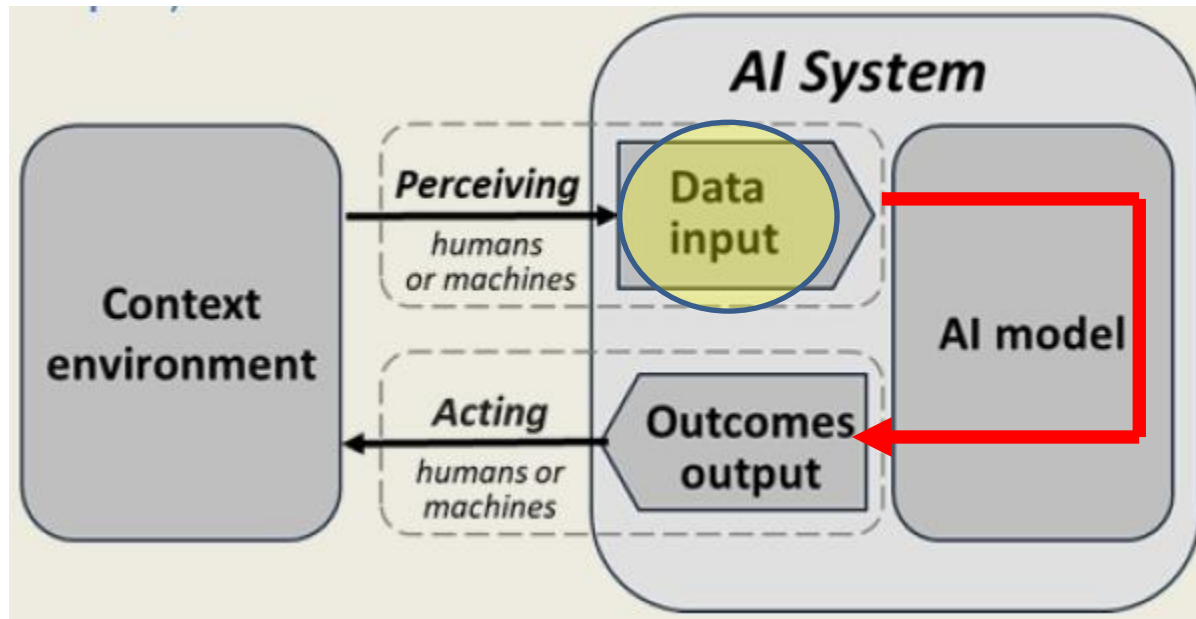 AI System
Perceiving
humans
or machines
Data
input
Context
environment
AI model
Acting
humans or
machines
Outcomes
output